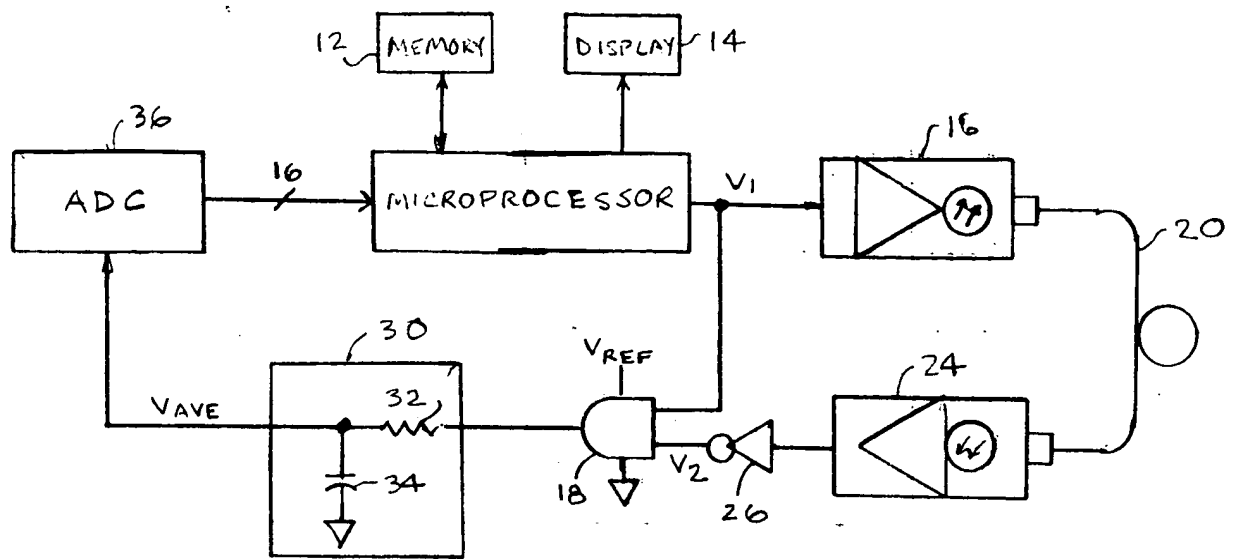 12 MEMORY
DISPLAY 14
36
ADC
16
MICROPROCESSOR
V1
16
20
30
VREF
24
VAVE
32
34
18
V2
26